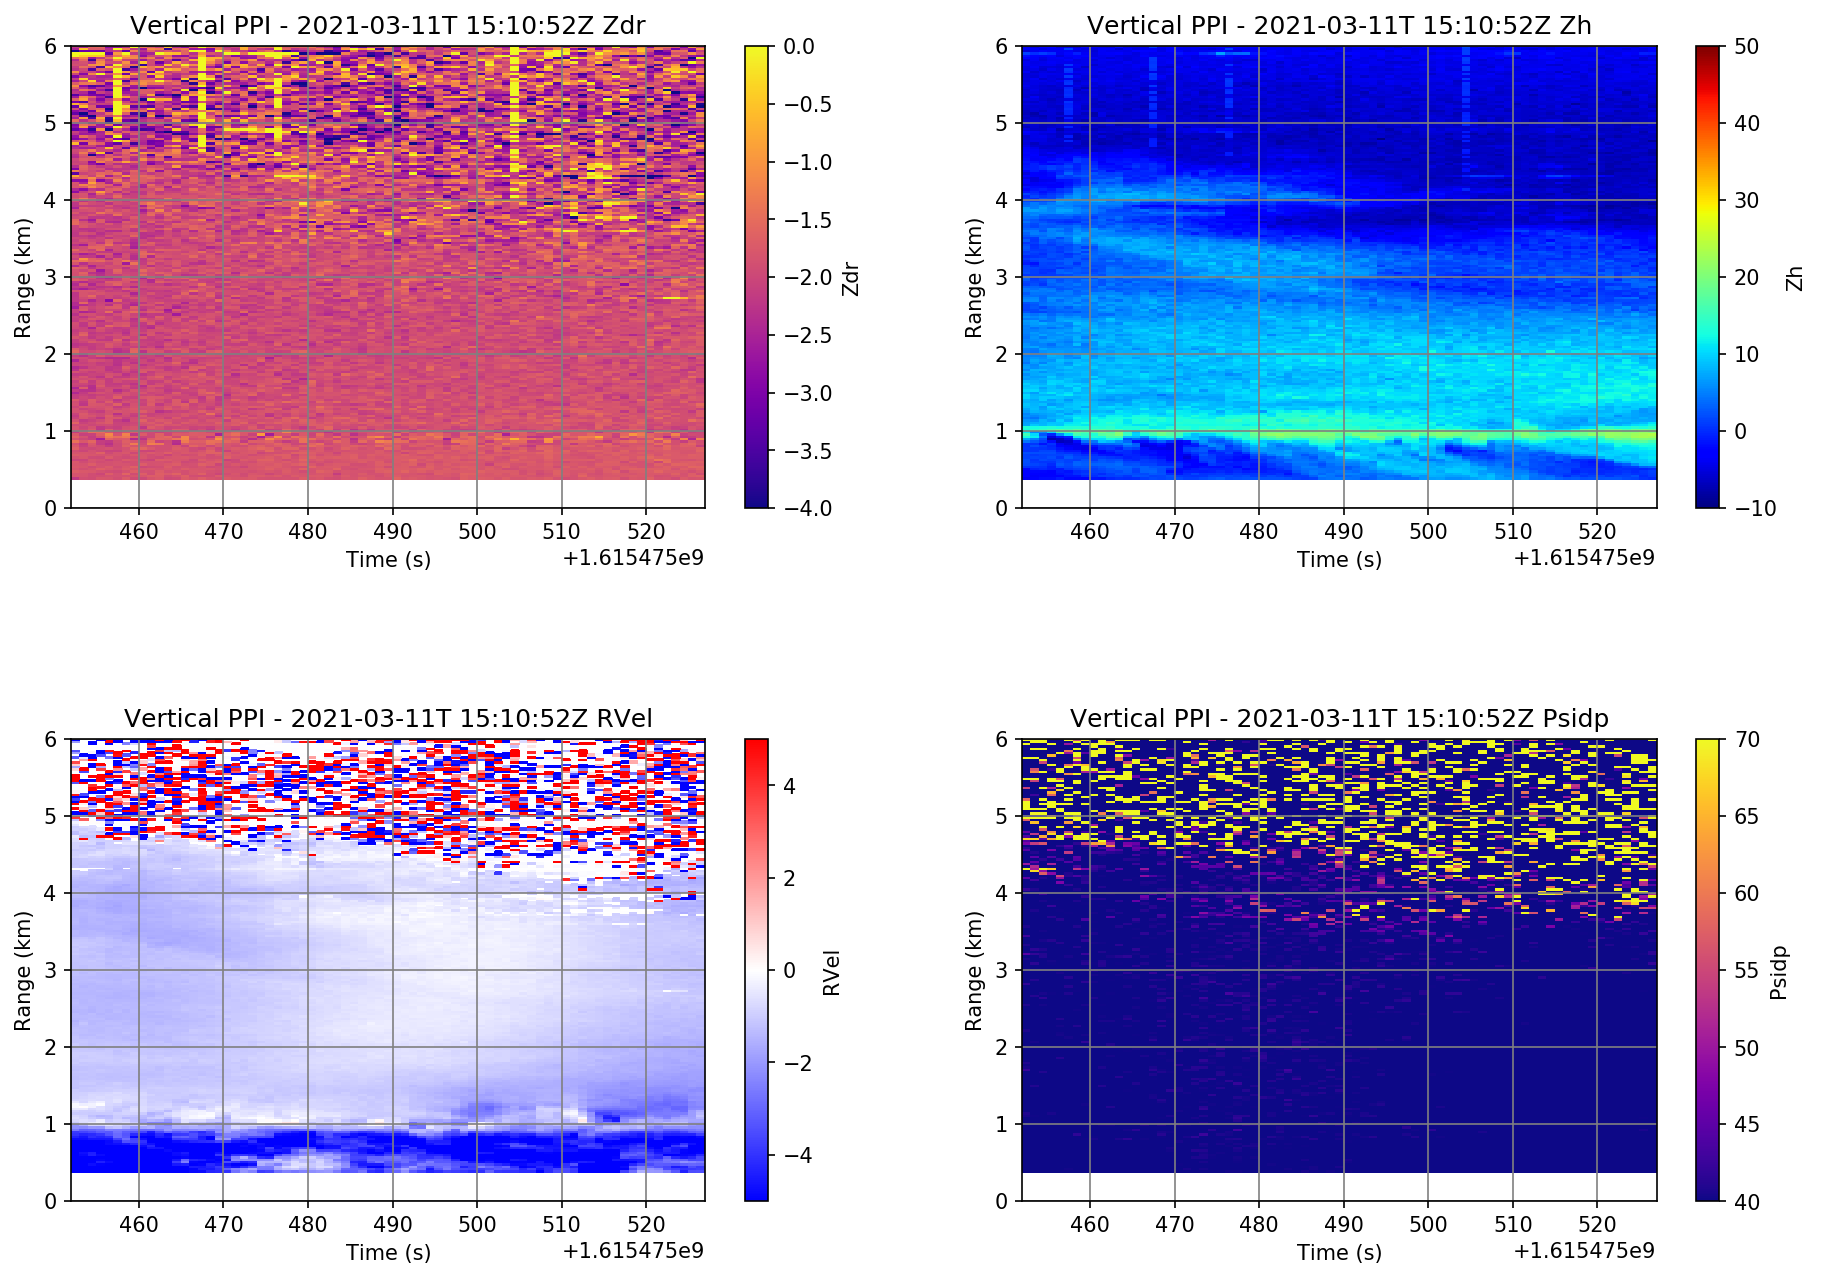 Vertical PPI - 2021-03-11T 15:10:52Z Zdr
6
5
4
3
2
1
0
Range (km)
460 470 480 490 500 510 520
Time (s)
+1.615475e9
0.0
−0.5
−1.0
−1.5
−2.0
−2.5
−3.0
−3.5
−4.0
Zdr
Vertical PPI - 2021-03-11T 15:10:52Z Zh
6
5
4
3
2
1
0
Range (km)
460 470 480 490 500 510 520
Time (s)
+1.615475e9
50
40
30
20
10
0
−10
Zh
Vertical PPI - 2021-03-11T 15:10:52Z RVel
6
5
4
3
2
1
0
Range (km)
460 470 480 490 500 510 520
Time (s)
+1.615475e9
4
2
0
−2
−4
RVel
Vertical PPI - 2021-03-11T 15:10:52Z Psidp
6
5
4
3
2
1
0
Range (km)
460 470 480 490 500 510 520
Time (s)
+1.615475e9
70
65
60
55
50
45
40
Psidp